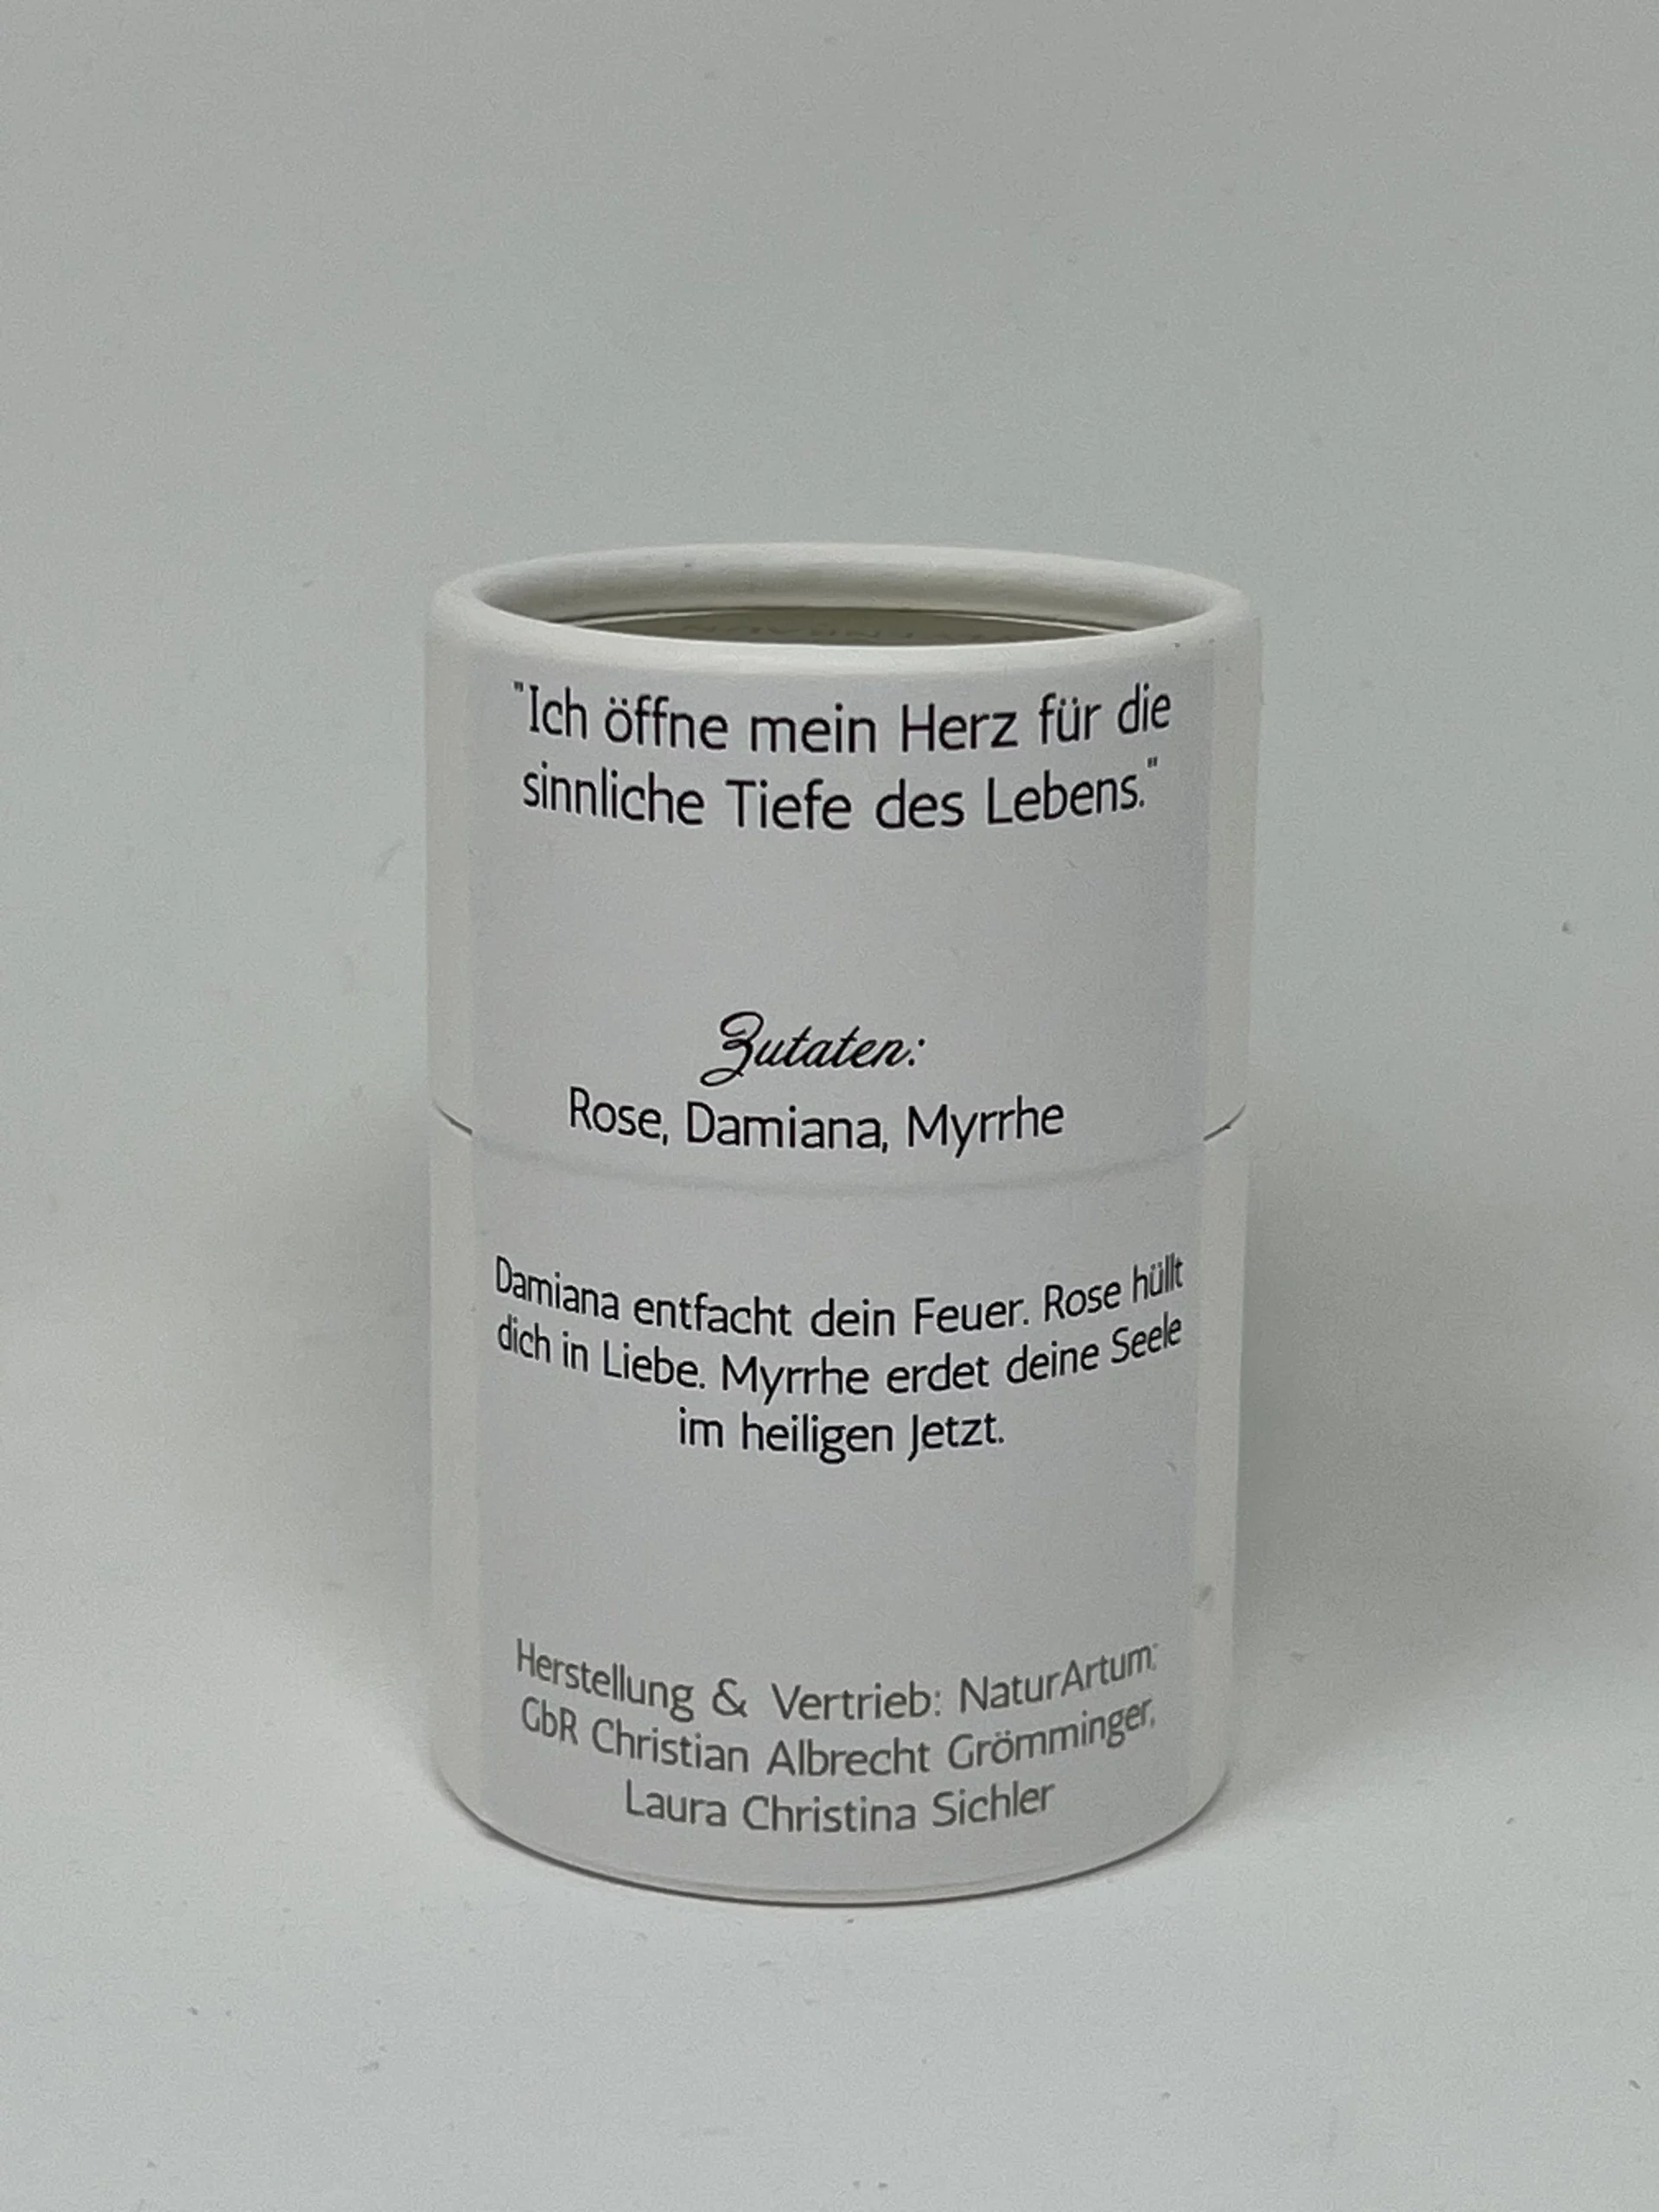 "Ich öffne mein Herz für die
sinnliche Tiefe des Lebens."
Zutaten:
Rose, Damiana, Myrrhe
Damiana entfacht dein Feuer. Rose hüllt
dich in Liebe. Myrrhe erdet deine Seele
im heiligen Jetzt.
Herstellung & Vertrieb: NaturArtum;
GbR Christian Albrecht Grömminger,
Laura Christina Sichler